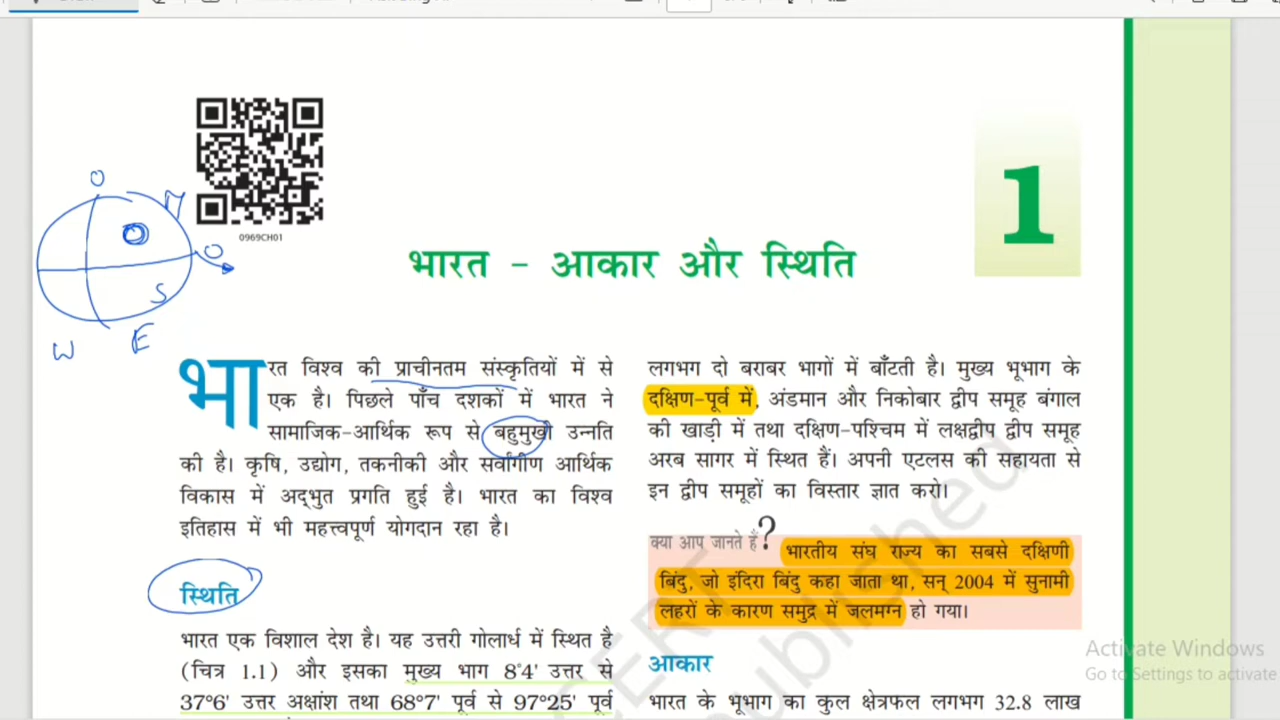 0969CH01
1
भारत - आकार और स्थिति
O
N
O
S
W
E
भारत विश्व की प्राचीनतम संस्कृतियों में से
एक है। पिछले पाँच दशकों में भारत ने
सामाजिक-आर्थिक रूप से बहुमुखी उन्नति
की है। कृषि, उद्योग, तकनीकी और सर्वांगीण आर्थिक
विकास में अद्भुत प्रगति हुई है। भारत का विश्व
इतिहास में भी महत्त्वपूर्ण योगदान रहा है।
स्थिति
भारत एक विशाल देश है। यह उत्तरी गोलार्ध में स्थित है
(चित्र 1.1) और इसका मुख्य भाग 8°4' उत्तर से
37°6' उत्तर अक्षांश तथा 68°7' पूर्व से 97°25' पूर्व
लगभग दो बराबर भागों में बाँटती है। मुख्य भूभाग के
दक्षिण-पूर्व में, अंडमान और निकोबार द्वीप समूह बंगाल
की खाड़ी में तथा दक्षिण-पश्चिम में लक्षद्वीप द्वीप समूह
अरब सागर में स्थित हैं। अपनी एटलस की सहायता से
इन द्वीप समूहों का विस्तार ज्ञात करो।
क्या आप जानते हैं? भारतीय संघ राज्य का सबसे दक्षिणी
बिंदु, जो इंदिरा बिंदु कहा जाता था, सन् 2004 में सुनामी
लहरों के कारण समुद्र में जलमग्न हो गया।
आकार
भारत के भूभाग का कुल क्षेत्रफल लगभग 32.8 लाख
Activate Windows
Go to Settings to activate